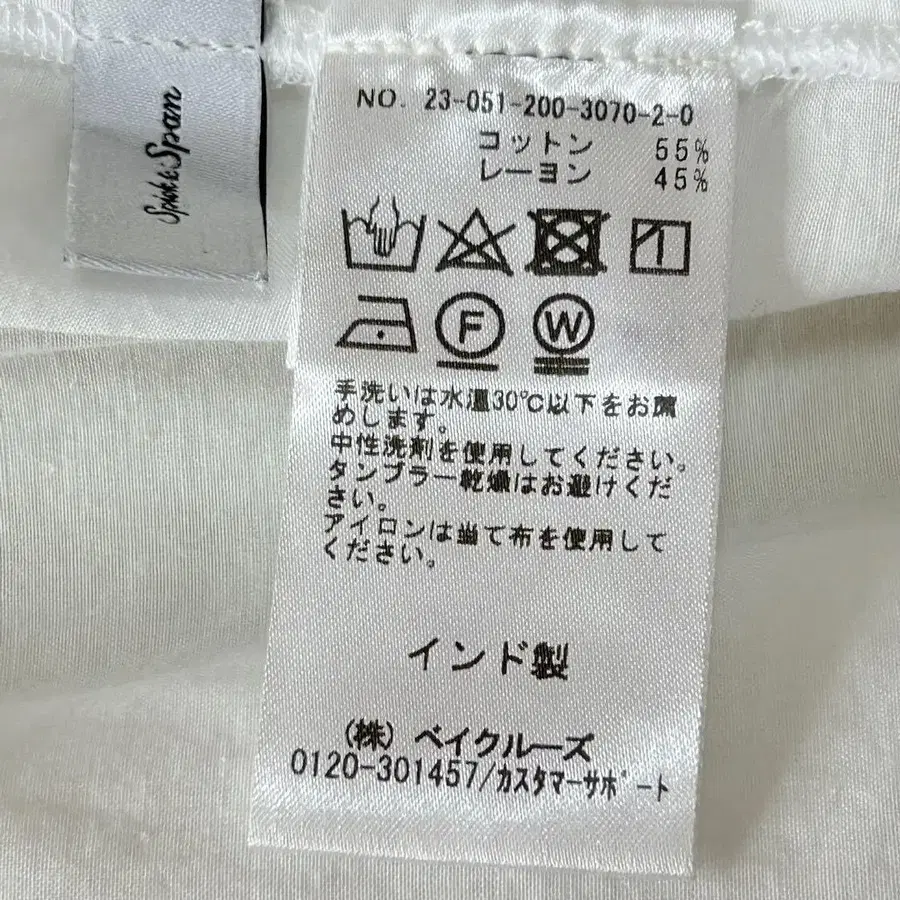 Spick & Span
NO. 23-051-200-3070-2-0
コットン 55%
レーヨン 45%
F W
手洗いは水温30℃以下をお薦
めします。
中性洗剤を使用してください。
タンブラー乾燥はお避けくだ
さい。
アイロンは当て布を使用して
ください。
インド製
(株) ベイクルーズ
0120-301457/カスタマーサポート